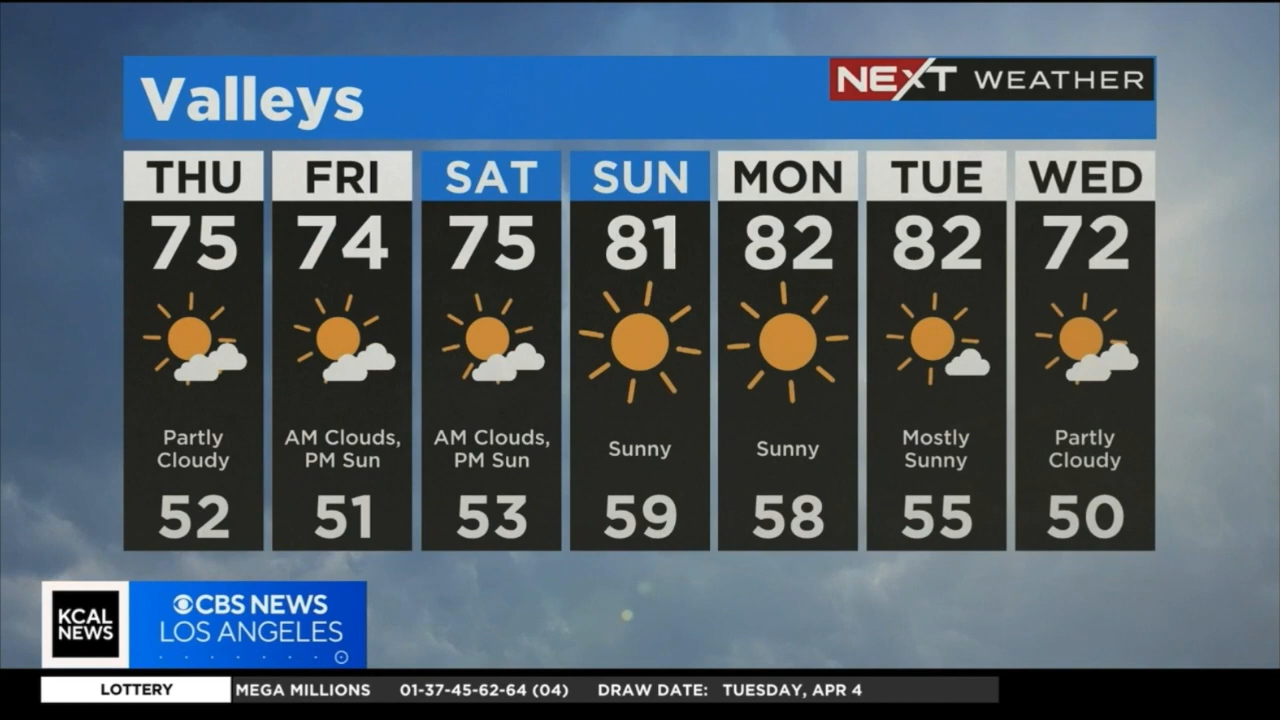 Valleys
NEXT WEATHER
THU FRI SAT SUN MON TUE WED
75 74 75 81 82 82 72
Partly Cloudy
AM Clouds, PM Sun
AM Clouds, PM Sun
Sunny
Sunny
Mostly Sunny
Partly Cloudy
52 51 53 59 58 55 50
KCAL NEWS
CBS NEWS
LOS ANGELES
LOTTERY MEGA MILLIONS 01-37-45-62-64 (04) DRAW DATE: TUESDAY, APR 4